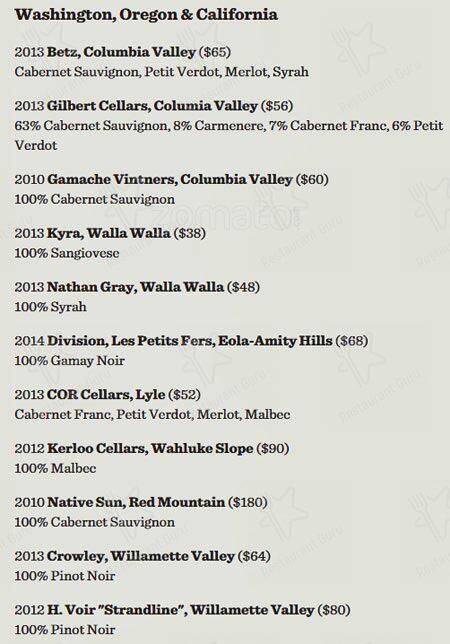 Washington, Oregon & California
2013 Betz, Columbia Valley ($65)
Cabernet Sauvignon, Petit Verdot, Merlot, Syrah
2013 Gilbert Cellars, Columia Valley ($56)
63% Cabernet Sauvignon, 8% Carmenere, 7% Cabernet Franc, 6% Petit
Verdot
2010 Gamache Vintners, Columbia Valley ($60)
100% Cabernet Sauvignon
zomato
2013 Kyra, Walla Walla ($38)
100% Sangiovese
2013 Nathan Gray, Walla Walla ($48)
100% Syrah
2014 Division, Les Petits Fers, Eola-Amity Hills ($68)
100% Gamay Noir
Restaurant Guru
2013 COR Cellars, Lyle ($52)
Cabernet Franc, Petit Verdot, Merlot, Malbec
2012 Kerloo Cellars, Wahluke Slope ($90)
100% Malbec
2010 Native Sun, Red Mountain ($180)
100% Cabernet Sauvignon
2013 Crowley, Willamette Valley ($64)
100% Pinot Noir
2012 H. Voir "Strandline", Willamette Valley ($80)
100% Pinot Noir